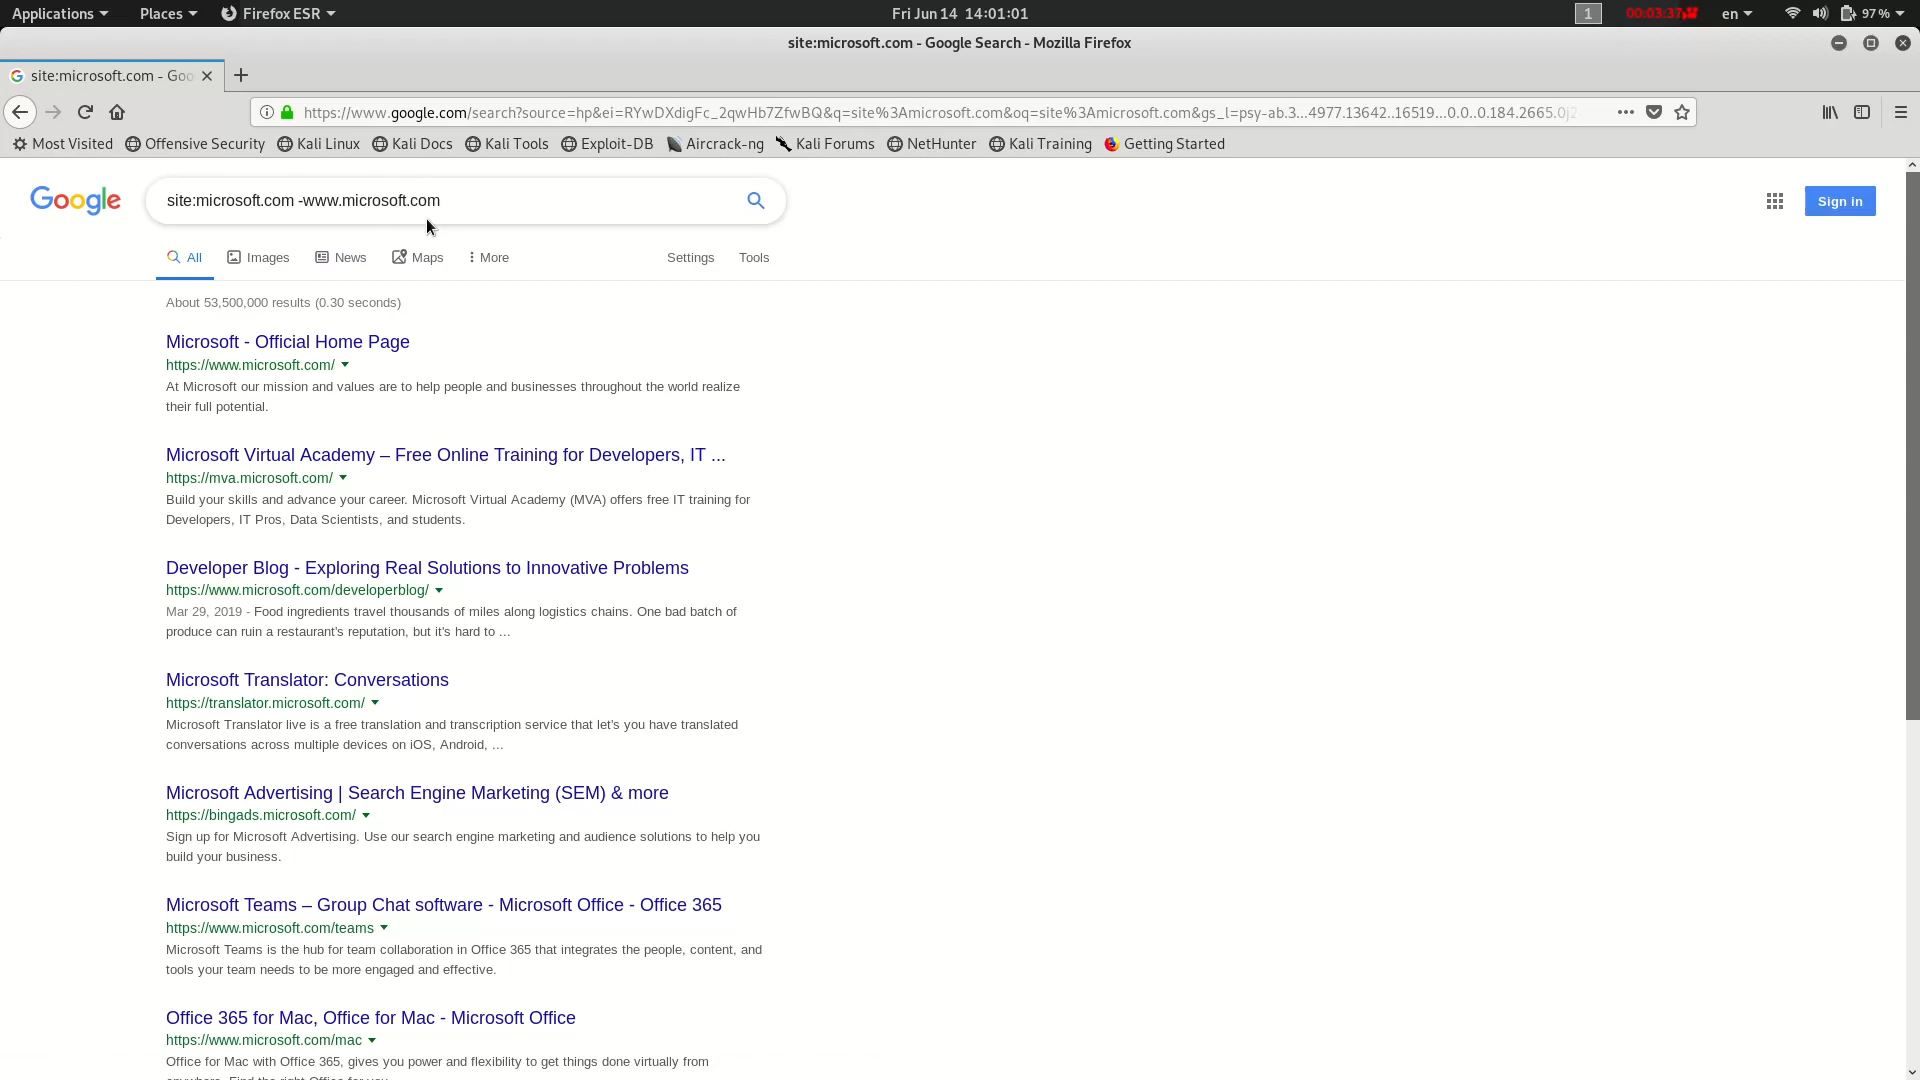 Applications Places Firefox ESR Fri Jun 14 14:01:01 1 00:03:37 en 97 %
site:microsoft.com - Google Search - Mozilla Firefox
site:microsoft.com - Goo
https://www.google.com/search?source=hp&ei=RYwDXdigFc_2qwHb7ZfwBQ&q=site%3Amicrosoft.com&oq=site%3Amicrosoft.com&gs_l=psy-ab.3...4977.13642..16519...0.0..0.184.2665.0j2
Most Visited Offensive Security Kali Linux Kali Docs Kali Tools Exploit-DB Aircrack-ng Kali Forums NetHunter Kali Training Getting Started
Google site:microsoft.com -www.microsoft.com Sign in
All Images News Maps More Settings Tools
About 53,500,000 results (0.30 seconds)
Microsoft - Official Home Page
https://www.microsoft.com/
At Microsoft our mission and values are to help people and businesses throughout the world realize
their full potential.
Microsoft Virtual Academy – Free Online Training for Developers, IT ...
https://mva.microsoft.com/
Build your skills and advance your career. Microsoft Virtual Academy (MVA) offers free IT training for
Developers, IT Pros, Data Scientists, and students.
Developer Blog - Exploring Real Solutions to Innovative Problems
https://www.microsoft.com/developerblog/
Mar 29, 2019 - Food ingredients travel thousands of miles along logistics chains. One bad batch of
produce can ruin a restaurant's reputation, but it's hard to ...
Microsoft Translator: Conversations
https://translator.microsoft.com/
Microsoft Translator live is a free translation and transcription service that let's you have translated
conversations across multiple devices on iOS, Android, ...
Microsoft Advertising | Search Engine Marketing (SEM) & more
https://bingads.microsoft.com/
Sign up for Microsoft Advertising. Use our search engine marketing and audience solutions to help you
build your business.
Microsoft Teams – Group Chat software - Microsoft Office - Office 365
https://www.microsoft.com/teams
Microsoft Teams is the hub for team collaboration in Office 365 that integrates the people, content, and
tools your team needs to be more engaged and effective.
Office 365 for Mac, Office for Mac - Microsoft Office
https://www.microsoft.com/mac
Office for Mac with Office 365, gives you power and flexibility to get things done virtually from